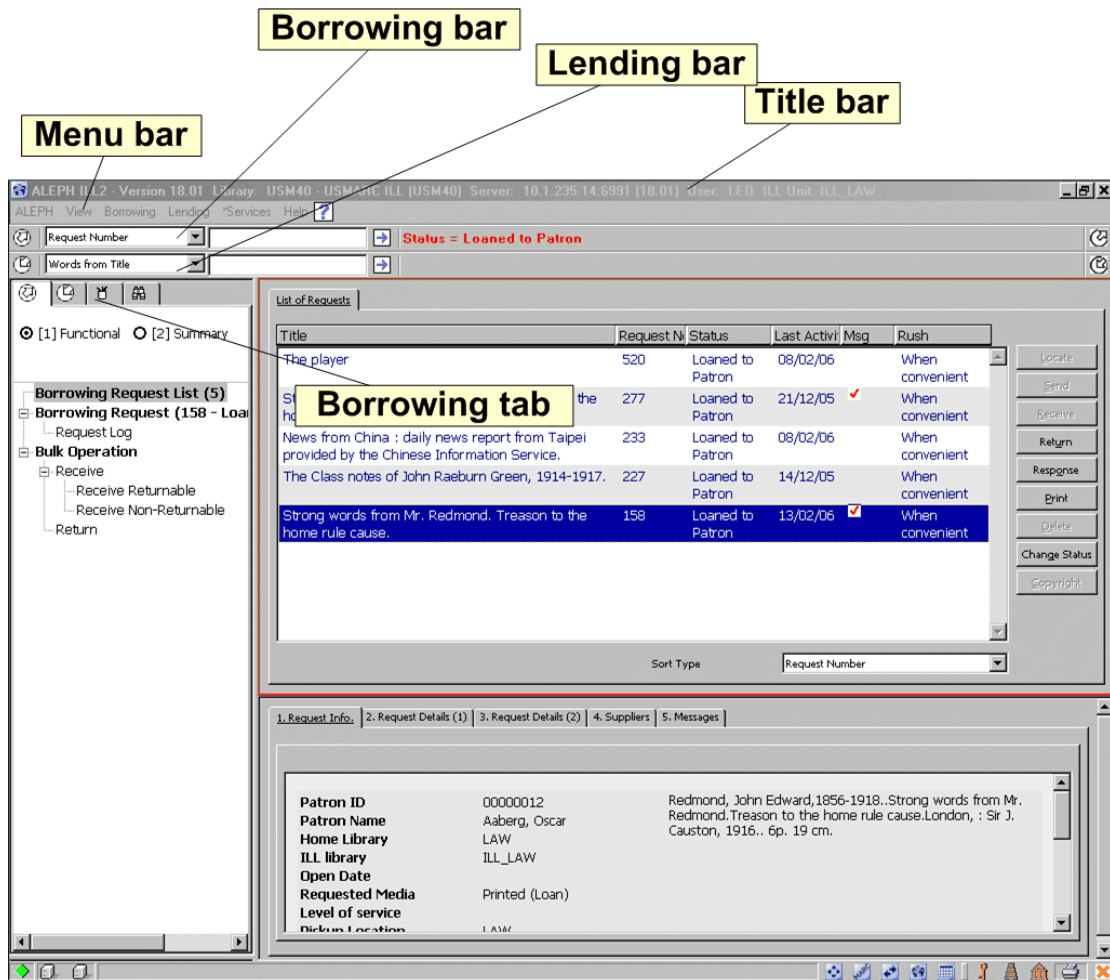 Borrowing bar
Lending bar
Title bar
Menu bar
ALEPH ILL2 - Version 18.01 Library: USM40 - USMARC ILL (USM40) Server: 10.1.235.14:6991 (18.01) User: LEO ILL Unit: ILL_LAW
ALEPH View Borrowing Lending *Services Help ?
Request Number Status = Loaned to Patron
Words from Title
[1] Functional [2] Summary
Borrowing Request List (5)
Borrowing Request (158 - Loan
Request Log
Bulk Operation
Receive
Receive Returnable
Receive Non-Returnable
Return
Borrowing tab
List of Requests
Title Request N Status Last Activi Msg Rush
The player 520 Loaned to 08/02/06 When
Patron convenient
St the 277 Loaned to 21/12/05 When
ho Patron convenient
News from China : daily news report from Taipei 233 Loaned to 08/02/06 When
provided by the Chinese Information Service. Patron convenient
The Class notes of John Raeburn Green, 1914-1917. 227 Loaned to 14/12/05 When
Patron convenient
Strong words from Mr. Redmond. Treason to the 158 Loaned to 13/02/06 When
home rule cause. Patron convenient
Locate
Send
Receive
Return
Response
Print
Delete
Change Status
Copyright
Sort Type Request Number
1. Request Info. 2. Request Details (1) 3. Request Details (2) 4. Suppliers 5. Messages
Patron ID 00000012
Patron Name Aaberg, Oscar
Home Library LAW
ILL library ILL_LAW
Open Date
Requested Media Printed (Loan)
Level of service
Pickup Location LAW
Redmond, John Edward,1856-1918..Strong words from Mr.
Redmond.Treason to the home rule cause.London, : Sir J.
Causton, 1916.. 6p. 19 cm.